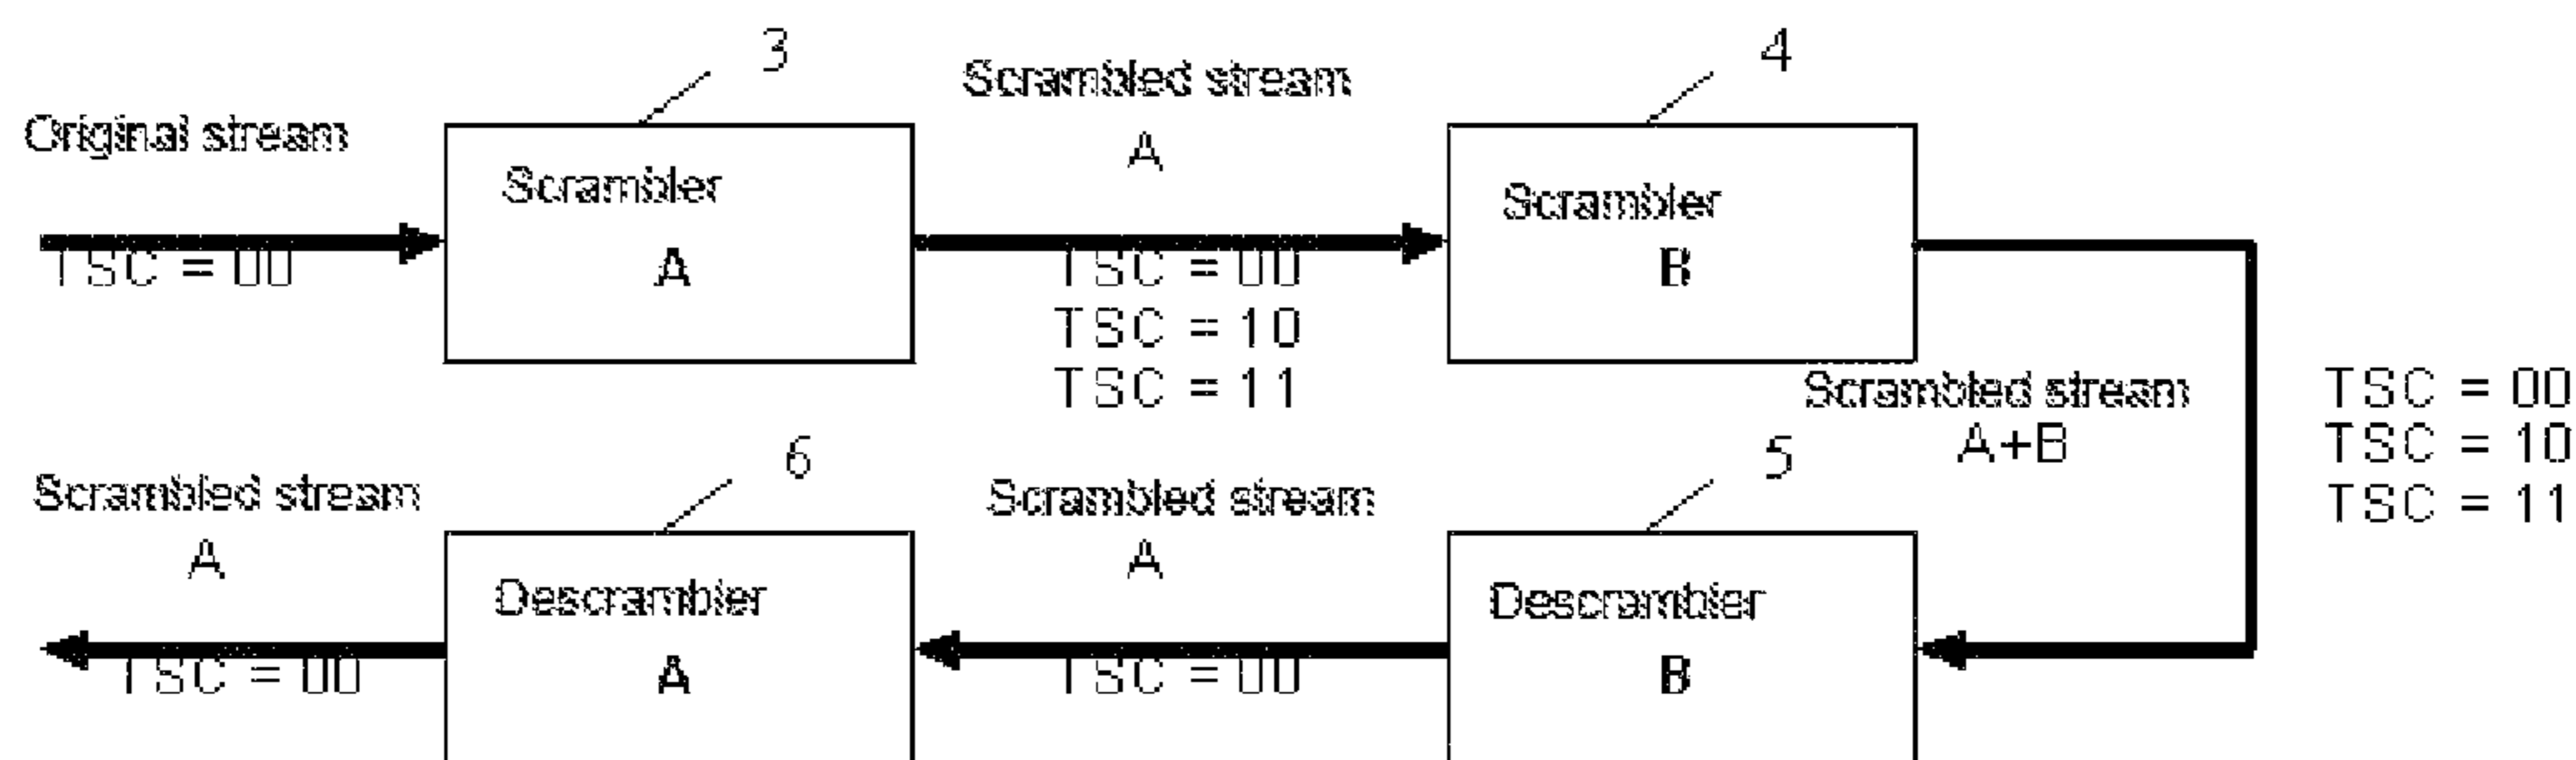 3
4
Scrambled stream
A
Original stream
Scrambler
A
Scrambler
B
TSC = 00
TSC = 00
TSC = 10
TSC = 11
Scrambled stream
A+B
TSC = 00
TSC = 10
TSC = 11
6
5
Scrambled stream
A
Scrambled stream
A
Descrambler
A
Descrambler
B
TSC = 00
TSC = 00